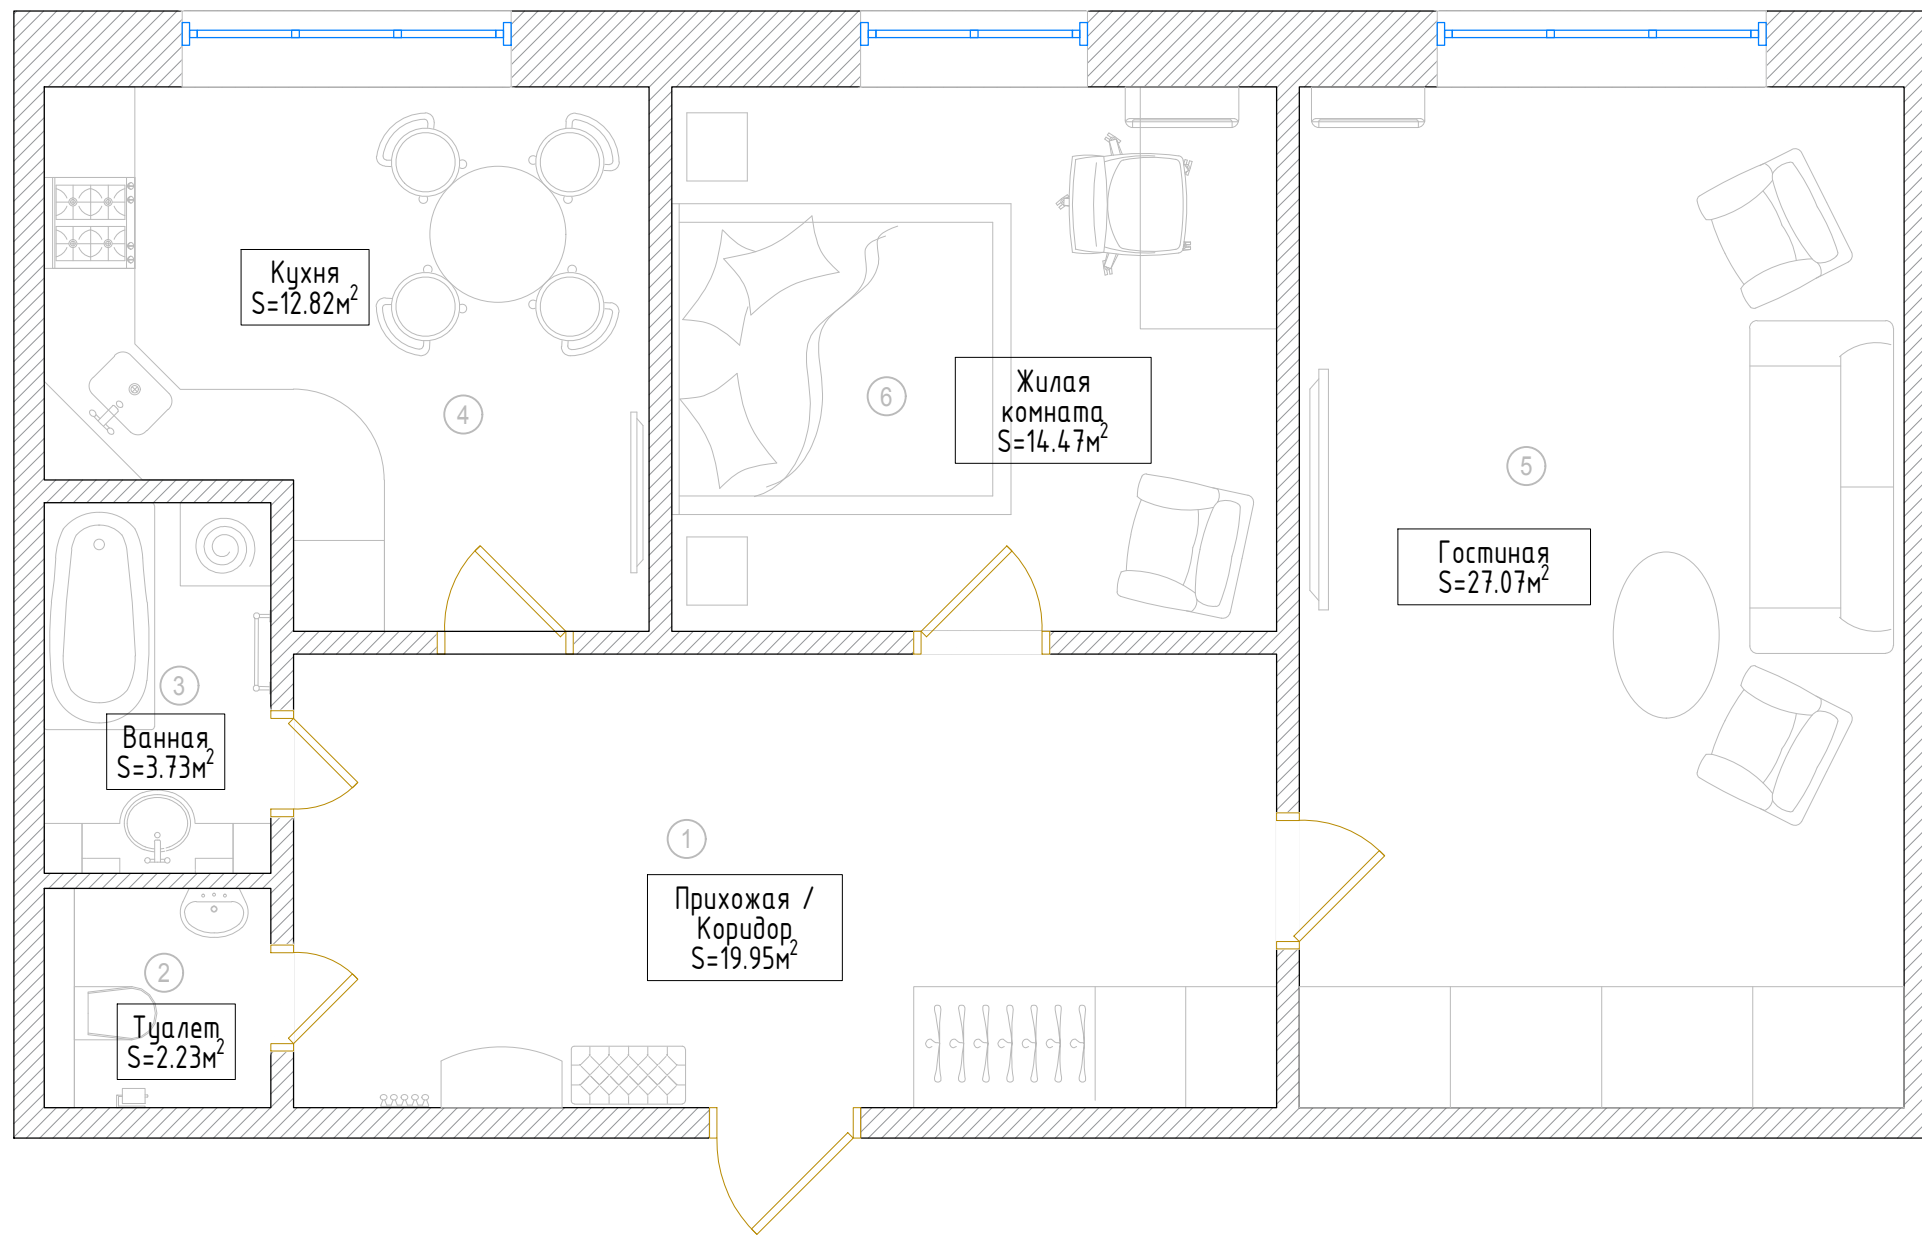 Кухня
S=12.82м²
4
6
Жилая
комната
S=14.47м²
5
Гостиная
S=27.07м²
3
Ванная
S=3.73м²
1
Прихожая /
Коридор
S=19.95м²
2
Туалет
S=2.23м²